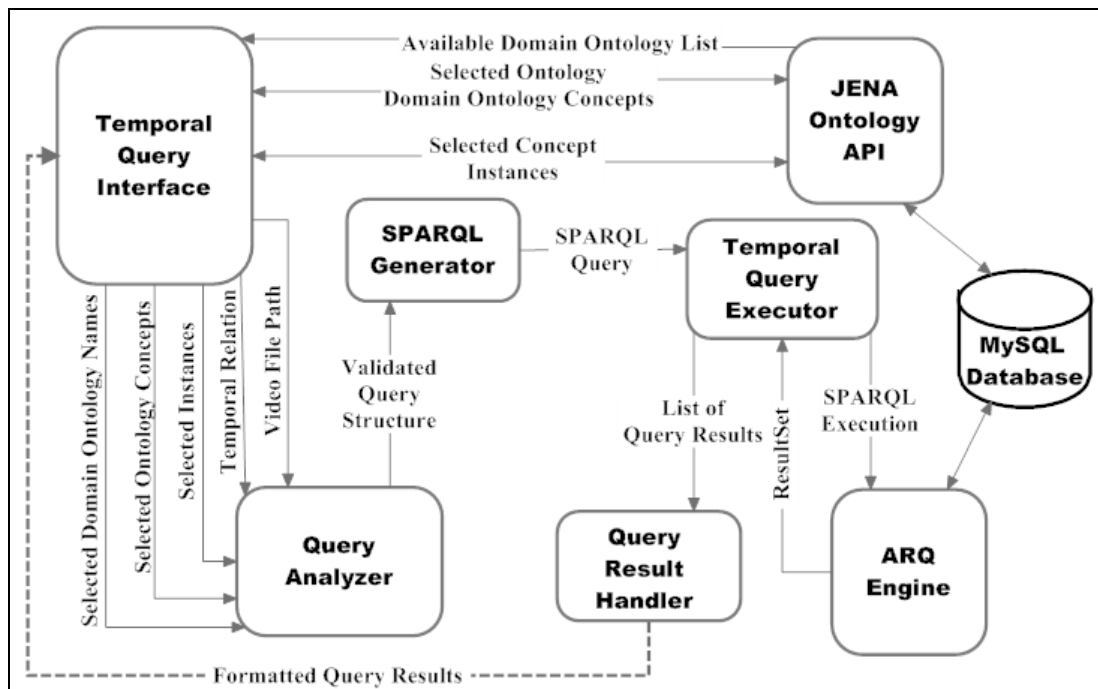 Available Domain Ontology List
Selected Ontology
Domain Ontology Concepts
Selected Concept
Instances
Temporal
Query
Interface
JENA
Ontology
API
SPARQL
Generator
SPARQL
Query
Temporal
Query
Executor
MySQL
Database
Selected Domain Ontology Names
Selected Ontology Concepts
Selected Instances
Temporal Relation
Video File Path
Validated
Query
Structure
List of
Query Results
ResultSet
SPARQL
Execution
Query
Analyzer
Query
Result
Handler
ARQ
Engine
Formatted Query Results